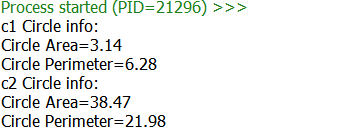 Process started (PID=21296) >>>
c1 Circle info:
Circle Area=3.14
Circle Perimeter=6.28
c2 Circle info:
Circle Area=38.47
Circle Perimeter=21.98